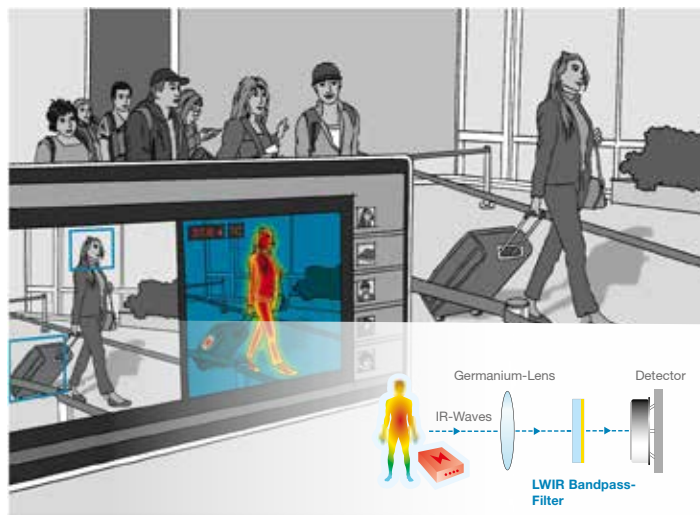 Germanium-Lens
Detector
IR-Waves
LWIR Bandpass-
Filter